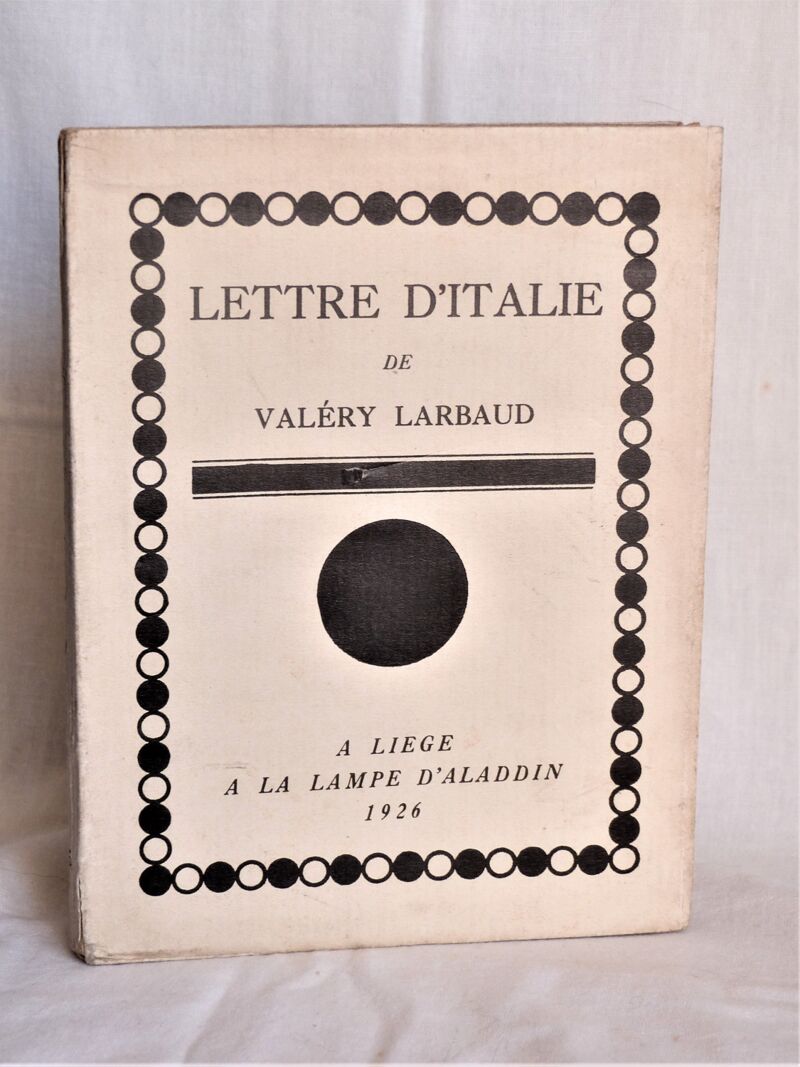 LETTRE D'ITALIE
DE
VALÉRY LARBAUD
A LIEGE
A LA LAMPE D'ALADDIN
1926